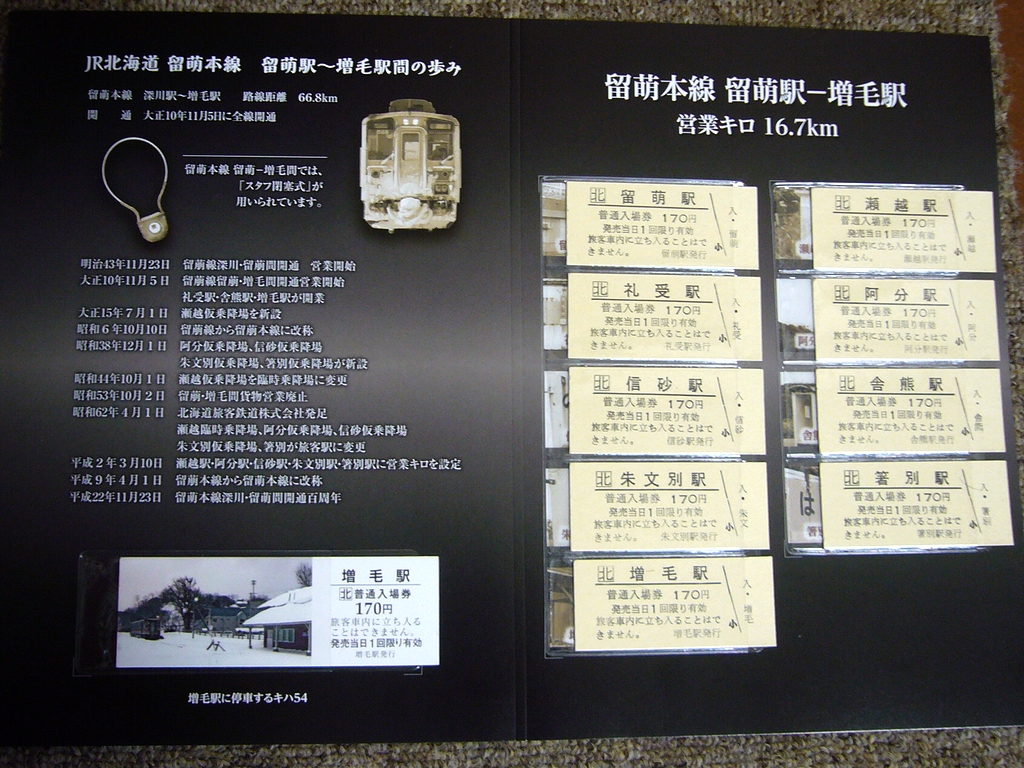 JR北海道 留萌本線　留萌駅～増毛駅間の歩み
留萌本線　深川駅～増毛駅　路線距離　66.8km
開　通　大正10年11月5日に全線開通
留萌本線 留萌－増毛間では、
「スタフ閉塞式」が
用いられています。
明治43年11月23日　留萌線深川・留萌間開通　営業開始
大正10年11月5日　留萌線留萌・増毛間開通営業開始
礼受駅・舎熊駅・増毛駅が開業
大正15年7月1日　瀬越仮乗降場を新設
昭和6年10月10日　留萌線から留萌本線に改称
昭和38年12月1日　阿分仮乗降場、信砂仮乗降場
朱文別仮乗降場、箸別仮乗降場が新設
昭和44年10月1日　瀬越仮乗降場を臨時乗降場に変更
昭和53年10月2日　留萌・増毛間貨物営業廃止
昭和62年4月1日　北海道旅客鉄道株式会社発足
瀬越臨時乗降場、阿分仮乗降場、信砂仮乗降場
朱文別仮乗降場、箸別が旅客駅に変更
平成2年3月10日　瀬越駅・阿分駅・信砂駅・朱文別駅・箸別駅に営業キロを設定
平成9年4月1日　留萠本線から留萌本線に改称
平成22年11月23日　留萌本線深川・留萌間開通百周年
増毛駅
北 普通入場券
170円
旅客車内に立ち入る
ことはできません。
発売当日1回限り有効
増毛駅発行
増毛駅に停車するキハ54
留萌本線 留萌駅－増毛駅
営業キロ 16.7km
北 留萌駅
普通入場券 170円
発売当日1回限り有効
旅客車内に立ち入ることはで
きません。 留萌駅発行
小
入・留萌
北 瀬越駅
普通入場券 170円
発売当日1回限り有効
旅客車内に立ち入ることはで
きません。 瀬越駅発行
小
入・瀬越
北 礼受駅
普通入場券 170円
発売当日1回限り有効
旅客車内に立ち入ることはで
きません。 礼受駅発行
小
入・礼受
北 阿分駅
普通入場券 170円
発売当日1回限り有効
旅客車内に立ち入ることはで
きません。 阿分駅発行
小
入・阿分
北 信砂駅
普通入場券 170円
発売当日1回限り有効
旅客車内に立ち入ることはで
きません。 信砂駅発行
小
入・信砂
北 舎熊駅
普通入場券 170円
発売当日1回限り有効
旅客車内に立ち入ることはで
きません。 舎熊駅発行
小
入・舎熊
北 朱文別駅
普通入場券 170円
発売当日1回限り有効
旅客車内に立ち入ることはで
きません。 朱文別駅発行
小
入・朱文
北 箸別駅
普通入場券 170円
発売当日1回限り有効
旅客車内に立ち入ることはで
きません。 箸別駅発行
小
入・箸別
は
北 増毛駅
普通入場券 170円
発売当日1回限り有効
旅客車内に立ち入ることはで
きません。 増毛駅発行
小
入・増毛